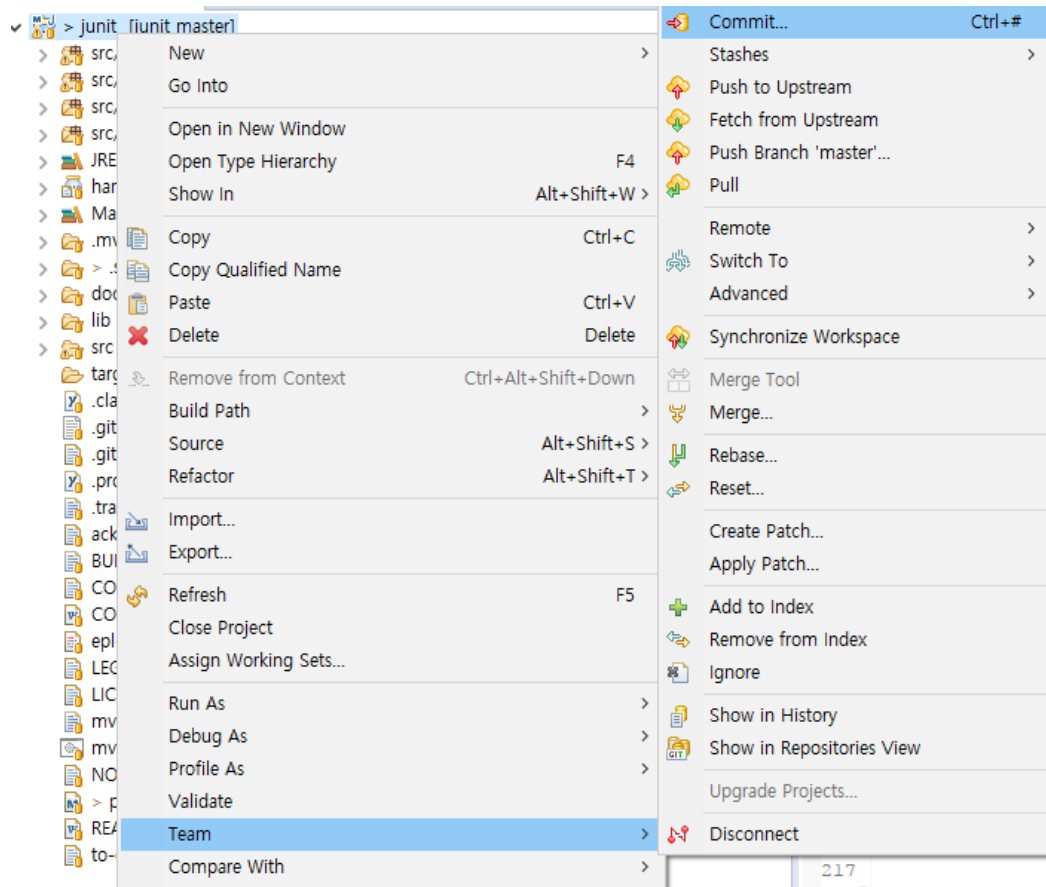 > junit [junit master]
src/
src/
src/
src/
JRE
Ma
.mv
doc
lib
src
targ
.cla
.git
.git
.pro
.tra
ack
BUI
CO
CO
epl
LEG
LIC
mv
mv
NO
> p
REA
to-
New
Go Into
Open in New Window
Open Type Hierarchy F4
Show In Alt+Shift+W >
Copy Ctrl+C
Copy Qualified Name
Paste Ctrl+V
Delete Delete
Remove from Context Ctrl+Alt+Shift+Down
Build Path
Source Alt+Shift+S >
Refactor Alt+Shift+T >
Import...
Export...
Refresh F5
Close Project
Assign Working Sets...
Run As
Debug As
Profile As
Validate
Team
Compare With
Commit... Ctrl+#
Stashes
Push to Upstream
Fetch from Upstream
Push Branch 'master'...
Pull
Remote
Switch To
Advanced
Synchronize Workspace
Merge Tool
Merge...
Rebase...
Reset...
Create Patch...
Apply Patch...
Add to Index
Remove from Index
Ignore
Show in History
Show in Repositories View
Upgrade Projects...
Disconnect
217